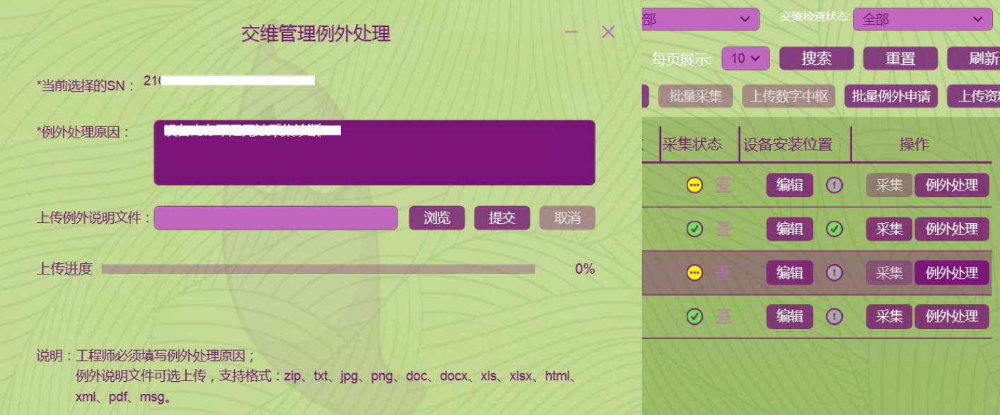 交维管理例外处理
*当前选择的SN：
*例外处理原因：
上传例外说明文件： 浏览 提交 取消
上传进度 0%
说明：工程师必须填写例外处理原因；
例外说明文件可选上传，支持格式：zip、txt、jpg、png、doc、docx、xls、xlsx、html、
xml、pdf、msg。
部 交维检查状态: 全部
每页展示: 10 搜索 重置 刷新
批量采集 上传数字中枢 批量例外申请 上传资
采集状态 设备安装位置 操作
编辑 采集 例外处理
编辑 采集 例外处理
编辑 采集 例外处理
编辑 采集 例外处理